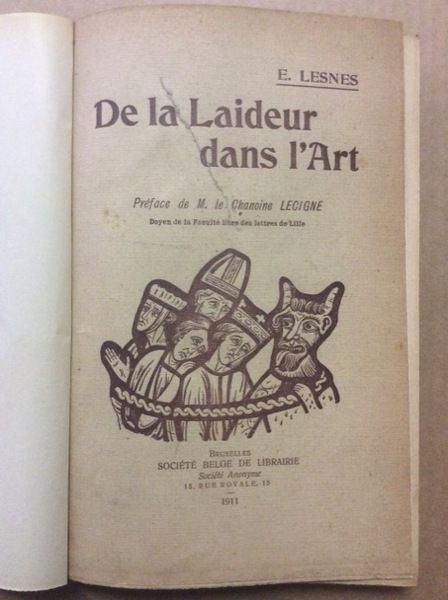 E. LESNES
De la Laideur
dans l'Art
Préface de M. le Chanoine LECIGNE
Doyen de la Faculté libre des lettres de Lille
BRUXELLES
SOCIÉTÉ BELGE DE LIBRAIRIE
Société Anonyme
15, RUE ROYALE, 15
1911